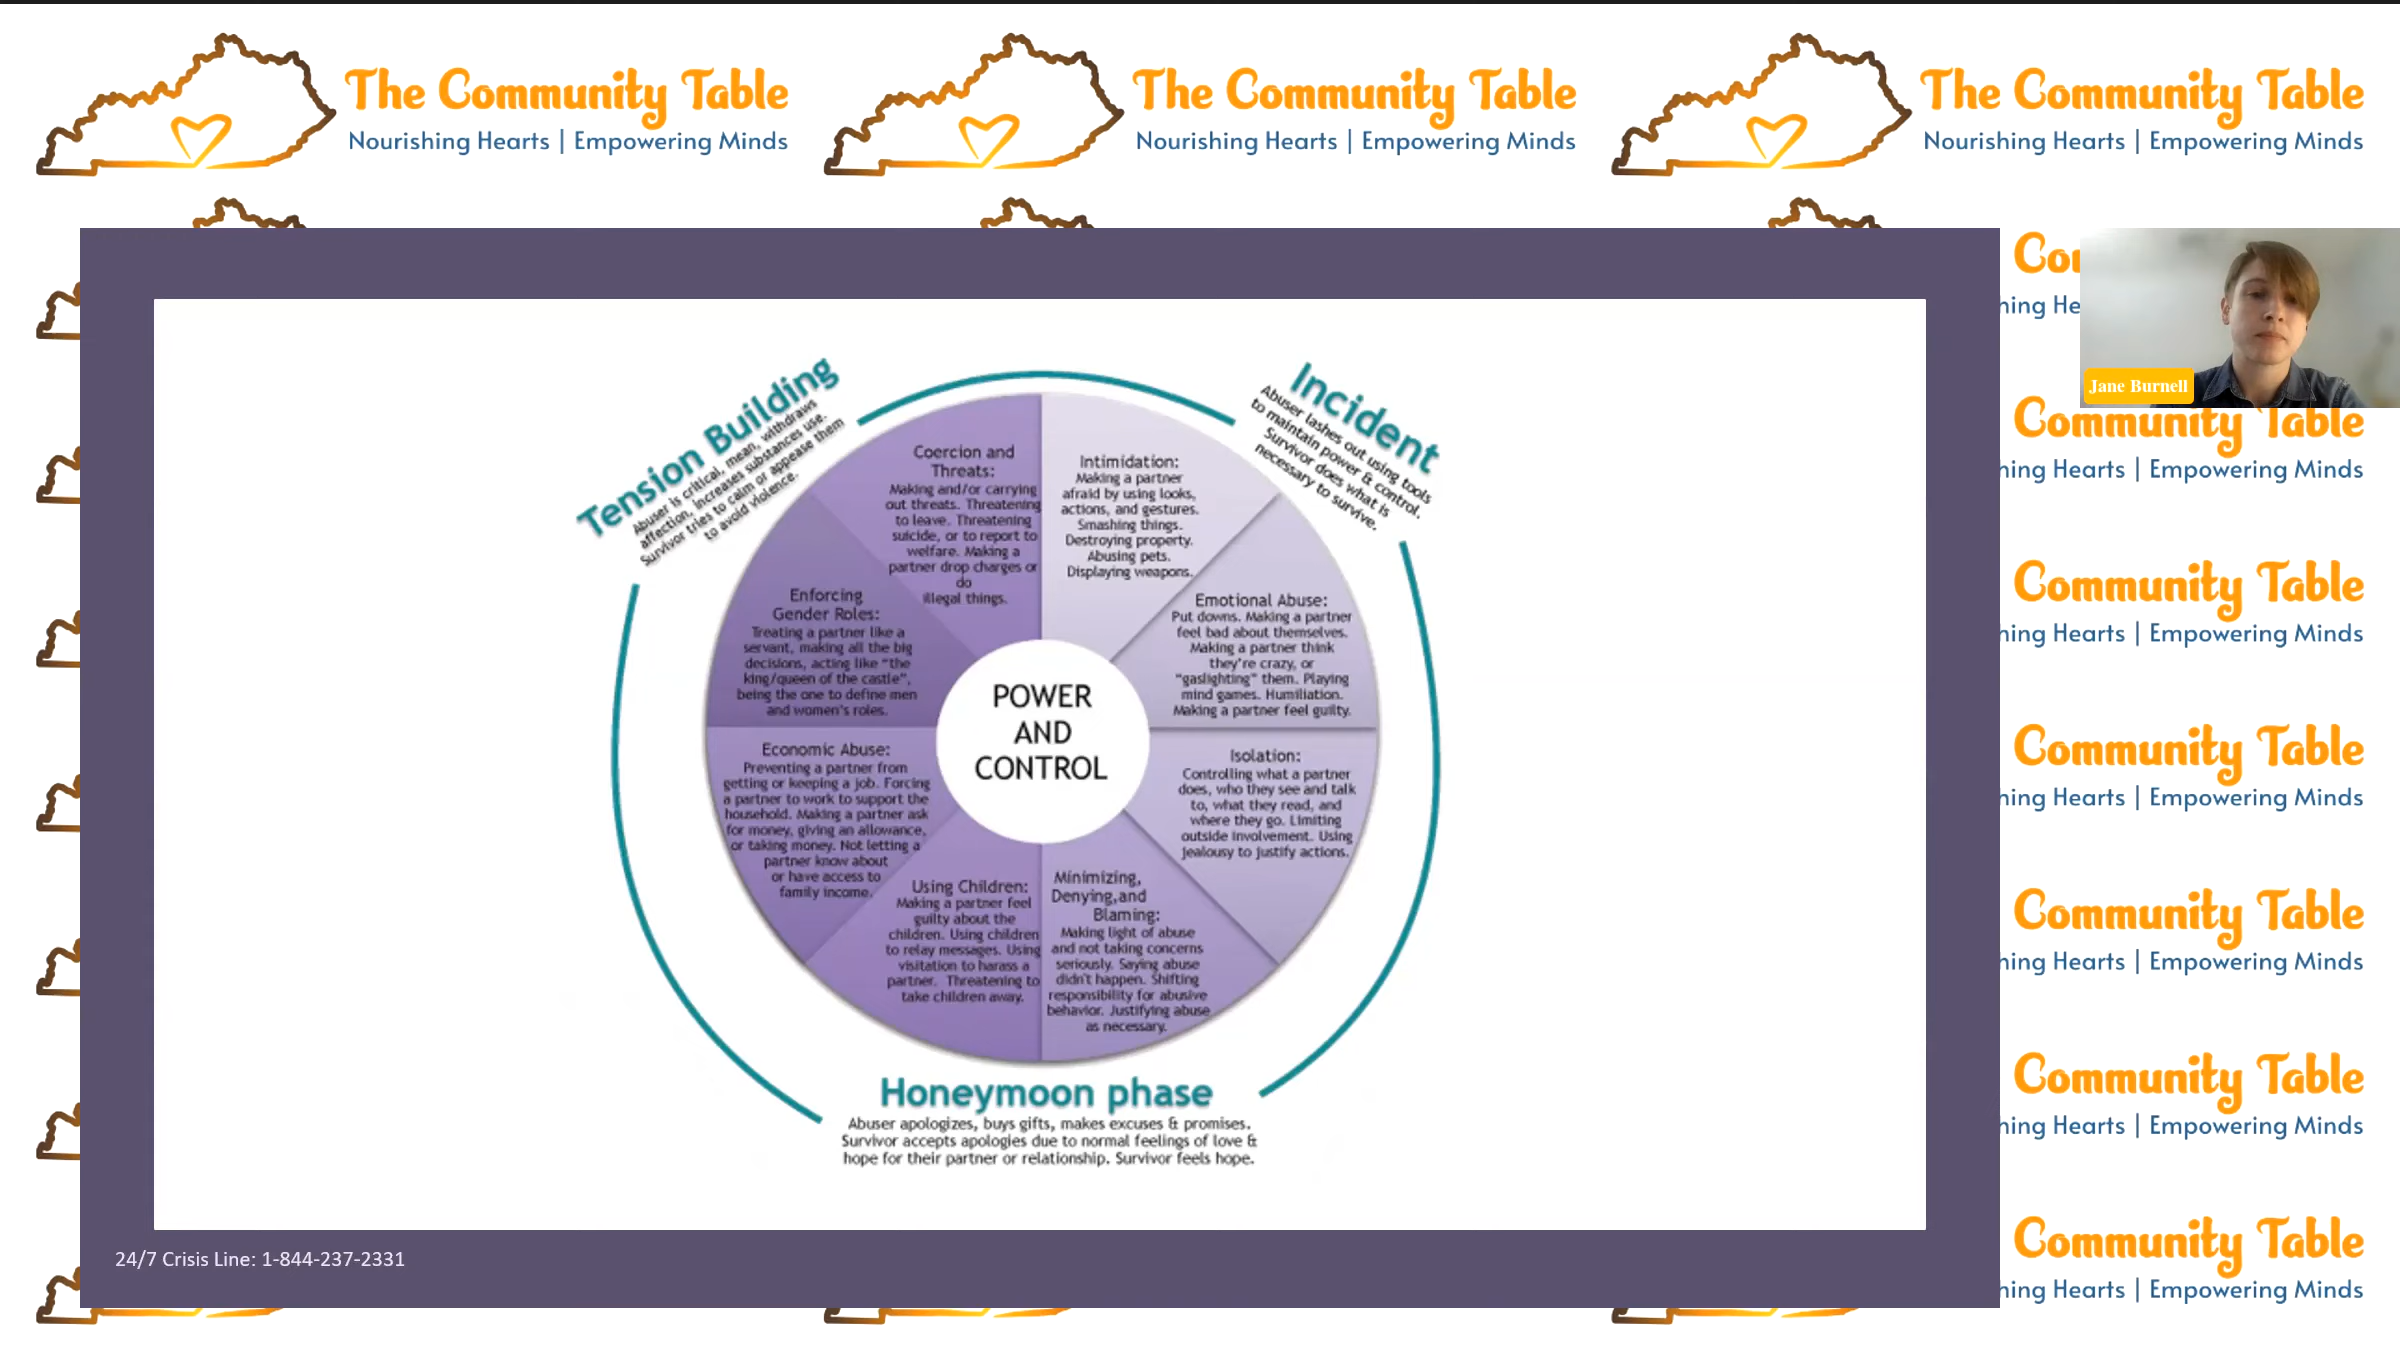 The Community Table
Nourishing Hearts | Empowering Minds
The Community Table
Nourishing Hearts | Empowering Minds
The Community Table
Nourishing Hearts | Empowering Minds
Tension Building
Abuser is critical, mean, withdraws
affection, increases substances use.
Survivor tries to calm or appease them
to avoid violence.
Incident
Abuser lashes out using tools
to maintain power & control.
Survivor does what is
necessary to survive.
Coercion and
Threats:
Making and/or carrying
out threats. Threatening
to leave. Threatening
suicide, or to report to
welfare. Making a
partner drop charges or
do
illegal things.
Intimidation:
Making a partner
afraid by using looks,
actions, and gestures.
Smashing things.
Destroying property.
Abusing pets.
Displaying weapons.
Enforcing
Gender Roles:
Treating a partner like a
servant, making all the big
decisions, acting like "the
king/queen of the castle",
being the one to define men
and women's roles.
Emotional Abuse:
Put downs. Making a partner
feel bad about themselves.
Making a partner think
they're crazy, or
"gaslighting" them. Playing
mind games. Humiliation.
Making a partner feel guilty.
POWER
AND
CONTROL
Economic Abuse:
Preventing a partner from
getting or keeping a job. Forcing
a partner to work to support the
household. Making a partner ask
for money, giving an allowance,
or taking money. Not letting a
partner know about
or have access to
family income.
Isolation:
Controlling what a partner
does, who they see and talk
to, what they read, and
where they go. Limiting
outside involvement. Using
jealousy to justify actions.
Using Children:
Making a partner feel
guilty about the
children. Using children
to relay messages. Using
visitation to harass a
partner. Threatening to
take children away.
Minimizing,
Denying,and
Blaming:
Making light of abuse
and not taking concerns
seriously. Saying abuse
didn't happen. Shifting
responsibility for abusive
behavior. Justifying abuse
as necessary.
Honeymoon phase
Abuser apologizes, buys gifts, makes excuses & promises.
Survivor accepts apologies due to normal feelings of love &
hope for their partner or relationship. Survivor feels hope.
24/7 Crisis Line: 1-844-237-2331
Jane Burnell
Co
hing He
Community Table
hing Hearts | Empowering Minds
Community Table
hing Hearts | Empowering Minds
Community Table
hing Hearts | Empowering Minds
Community Table
hing Hearts | Empowering Minds
Community Table
hing Hearts | Empowering Minds
Community Table
hing Hearts | Empowering Minds